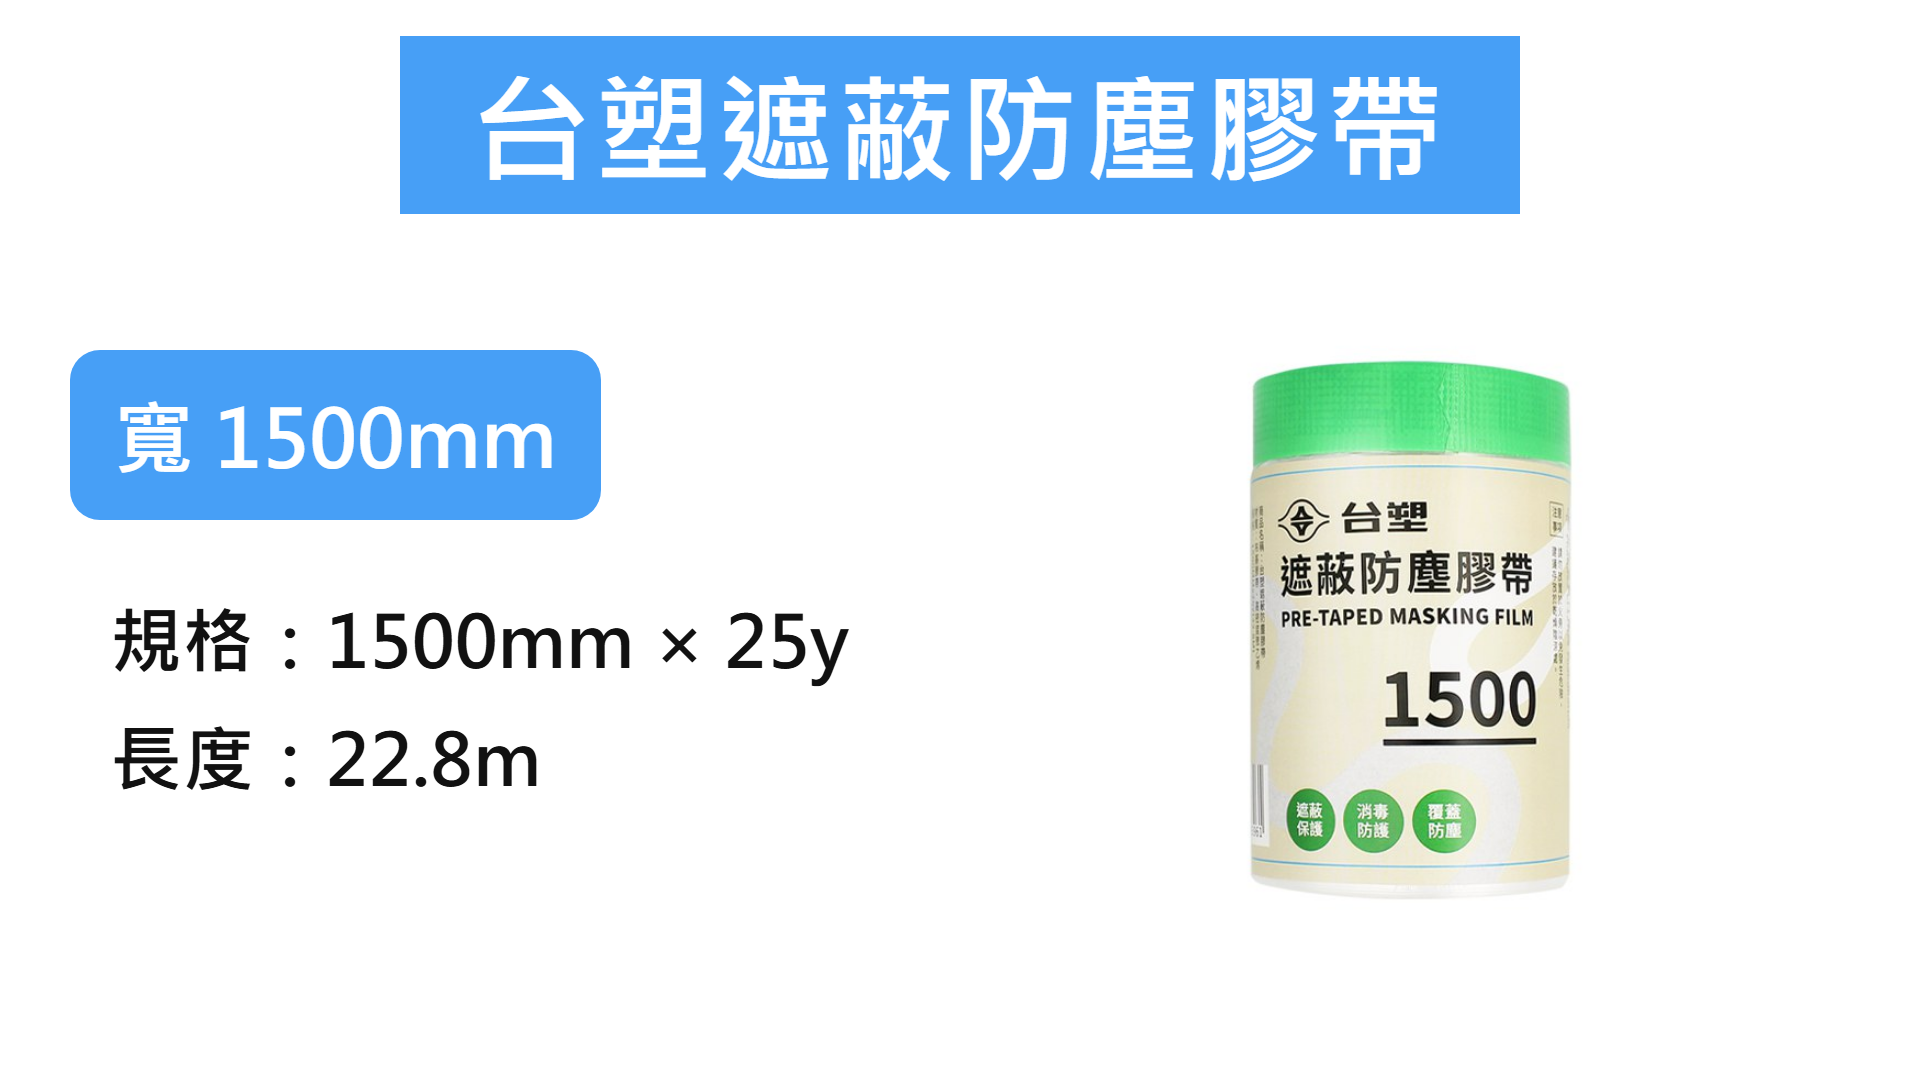 台塑遮蔽防塵膠帶
寬 1500mm
規格：1500mm × 25y
長度：22.8m
台塑
遮蔽防塵膠帶
PRE-TAPED MASKING FILM
1500
遮蔽
保護
消毒
防護
覆蓋
防塵